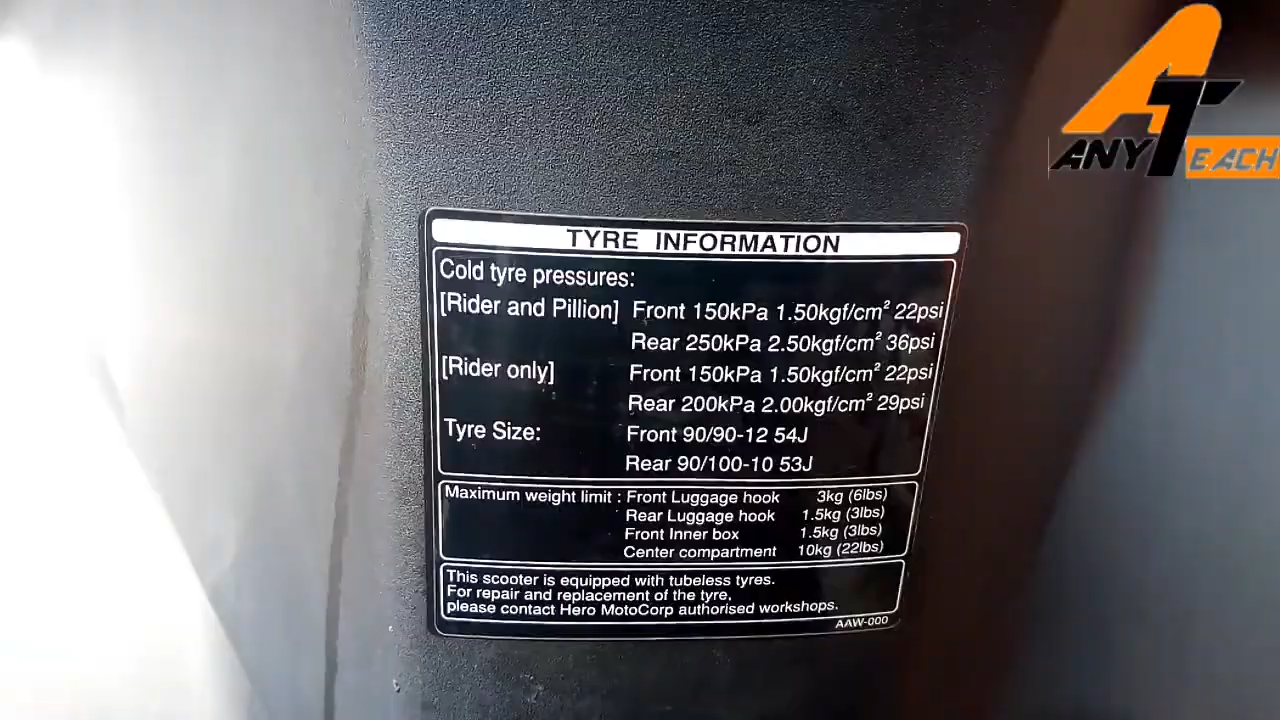 ANY TEACH
TYRE INFORMATION
Cold tyre pressures:
[Rider and Pillion] Front 150kPa 1.50kgf/cm² 22psi
Rear 250kPa 2.50kgf/cm² 36psi
[Rider only] Front 150kPa 1.50kgf/cm² 22psi
Rear 200kPa 2.00kgf/cm² 29psi
Tyre Size: Front 90/90-12 54J
Rear 90/100-10 53J
Maximum weight limit : Front Luggage hook 3kg (6lbs)
Rear Luggage hook 1.5kg (3lbs)
Front Inner box 1.5kg (3lbs)
Center compartment 10kg (22lbs)
This scooter is equipped with tubeless tyres.
For repair and replacement of the tyre,
please contact Hero MotoCorp authorised workshops.
AAW-000